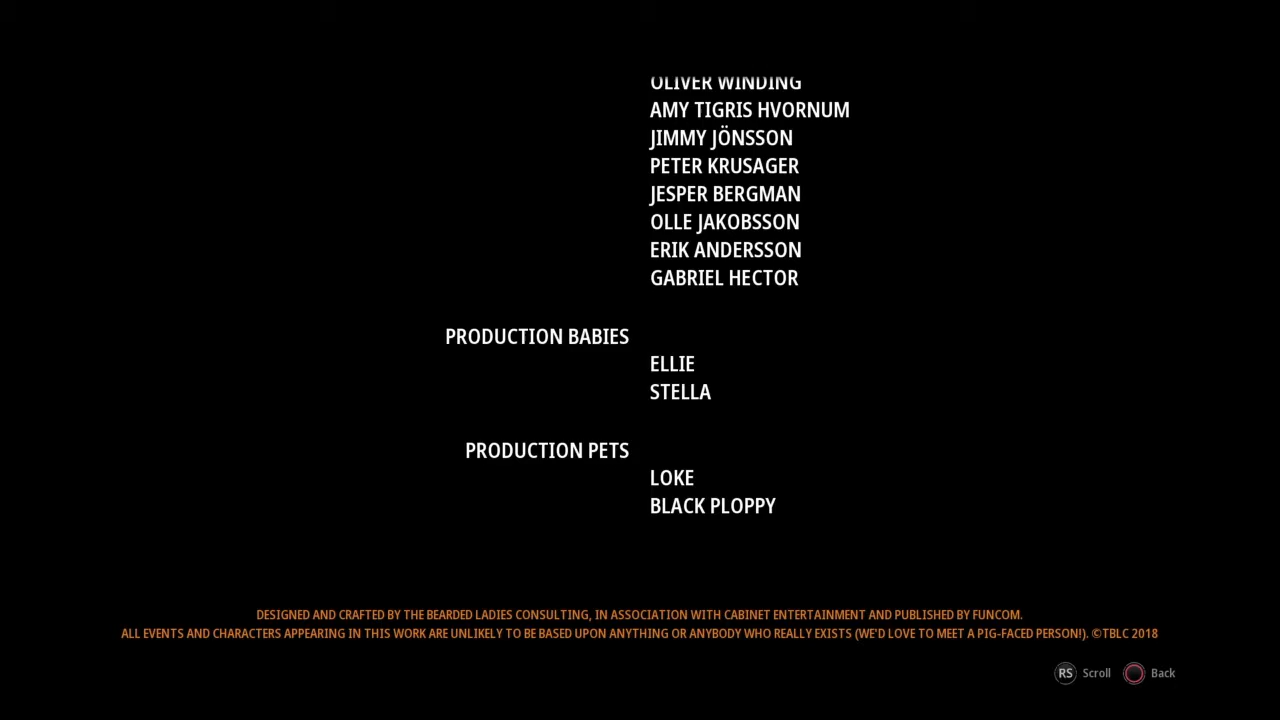 OLIVER WINDING
AMY TIGRIS HVORNUM
JIMMY JÖNSSON
PETER KRUSAGER
JESPER BERGMAN
OLLE JAKOBSSON
ERIK ANDERSSON
GABRIEL HECTOR
PRODUCTION BABIES
ELLIE
STELLA
PRODUCTION PETS
LOKE
BLACK PLOPPY
DESIGNED AND CRAFTED BY THE BEARDED LADIES CONSULTING, IN ASSOCIATION WITH CABINET ENTERTAINMENT AND PUBLISHED BY FUNCOM.
ALL EVENTS AND CHARACTERS APPEARING IN THIS WORK ARE UNLIKELY TO BE BASED UPON ANYTHING OR ANYBODY WHO REALLY EXISTS (WE'D LOVE TO MEET A PIG-FACED PERSON!). ©TBLC 2018
RS Scroll Back